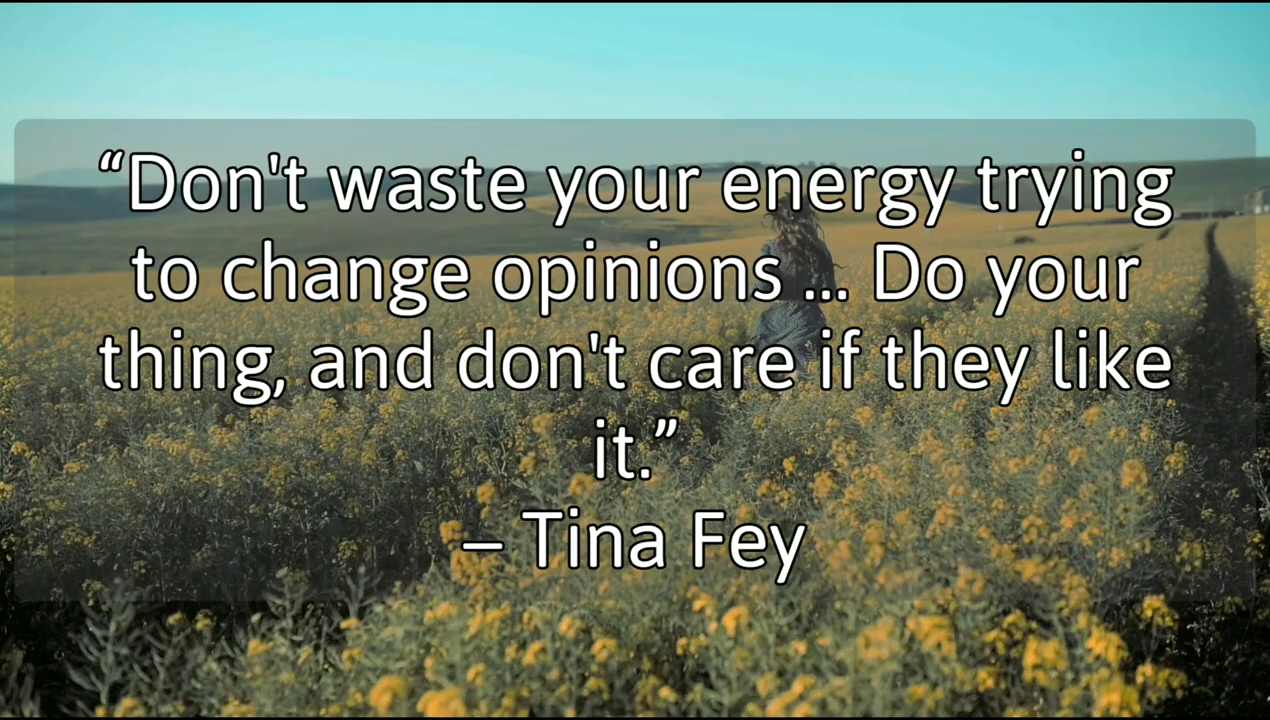 “Don't waste your energy trying
to change opinions ... Do your
thing, and don't care if they like
it.”
– Tina Fey